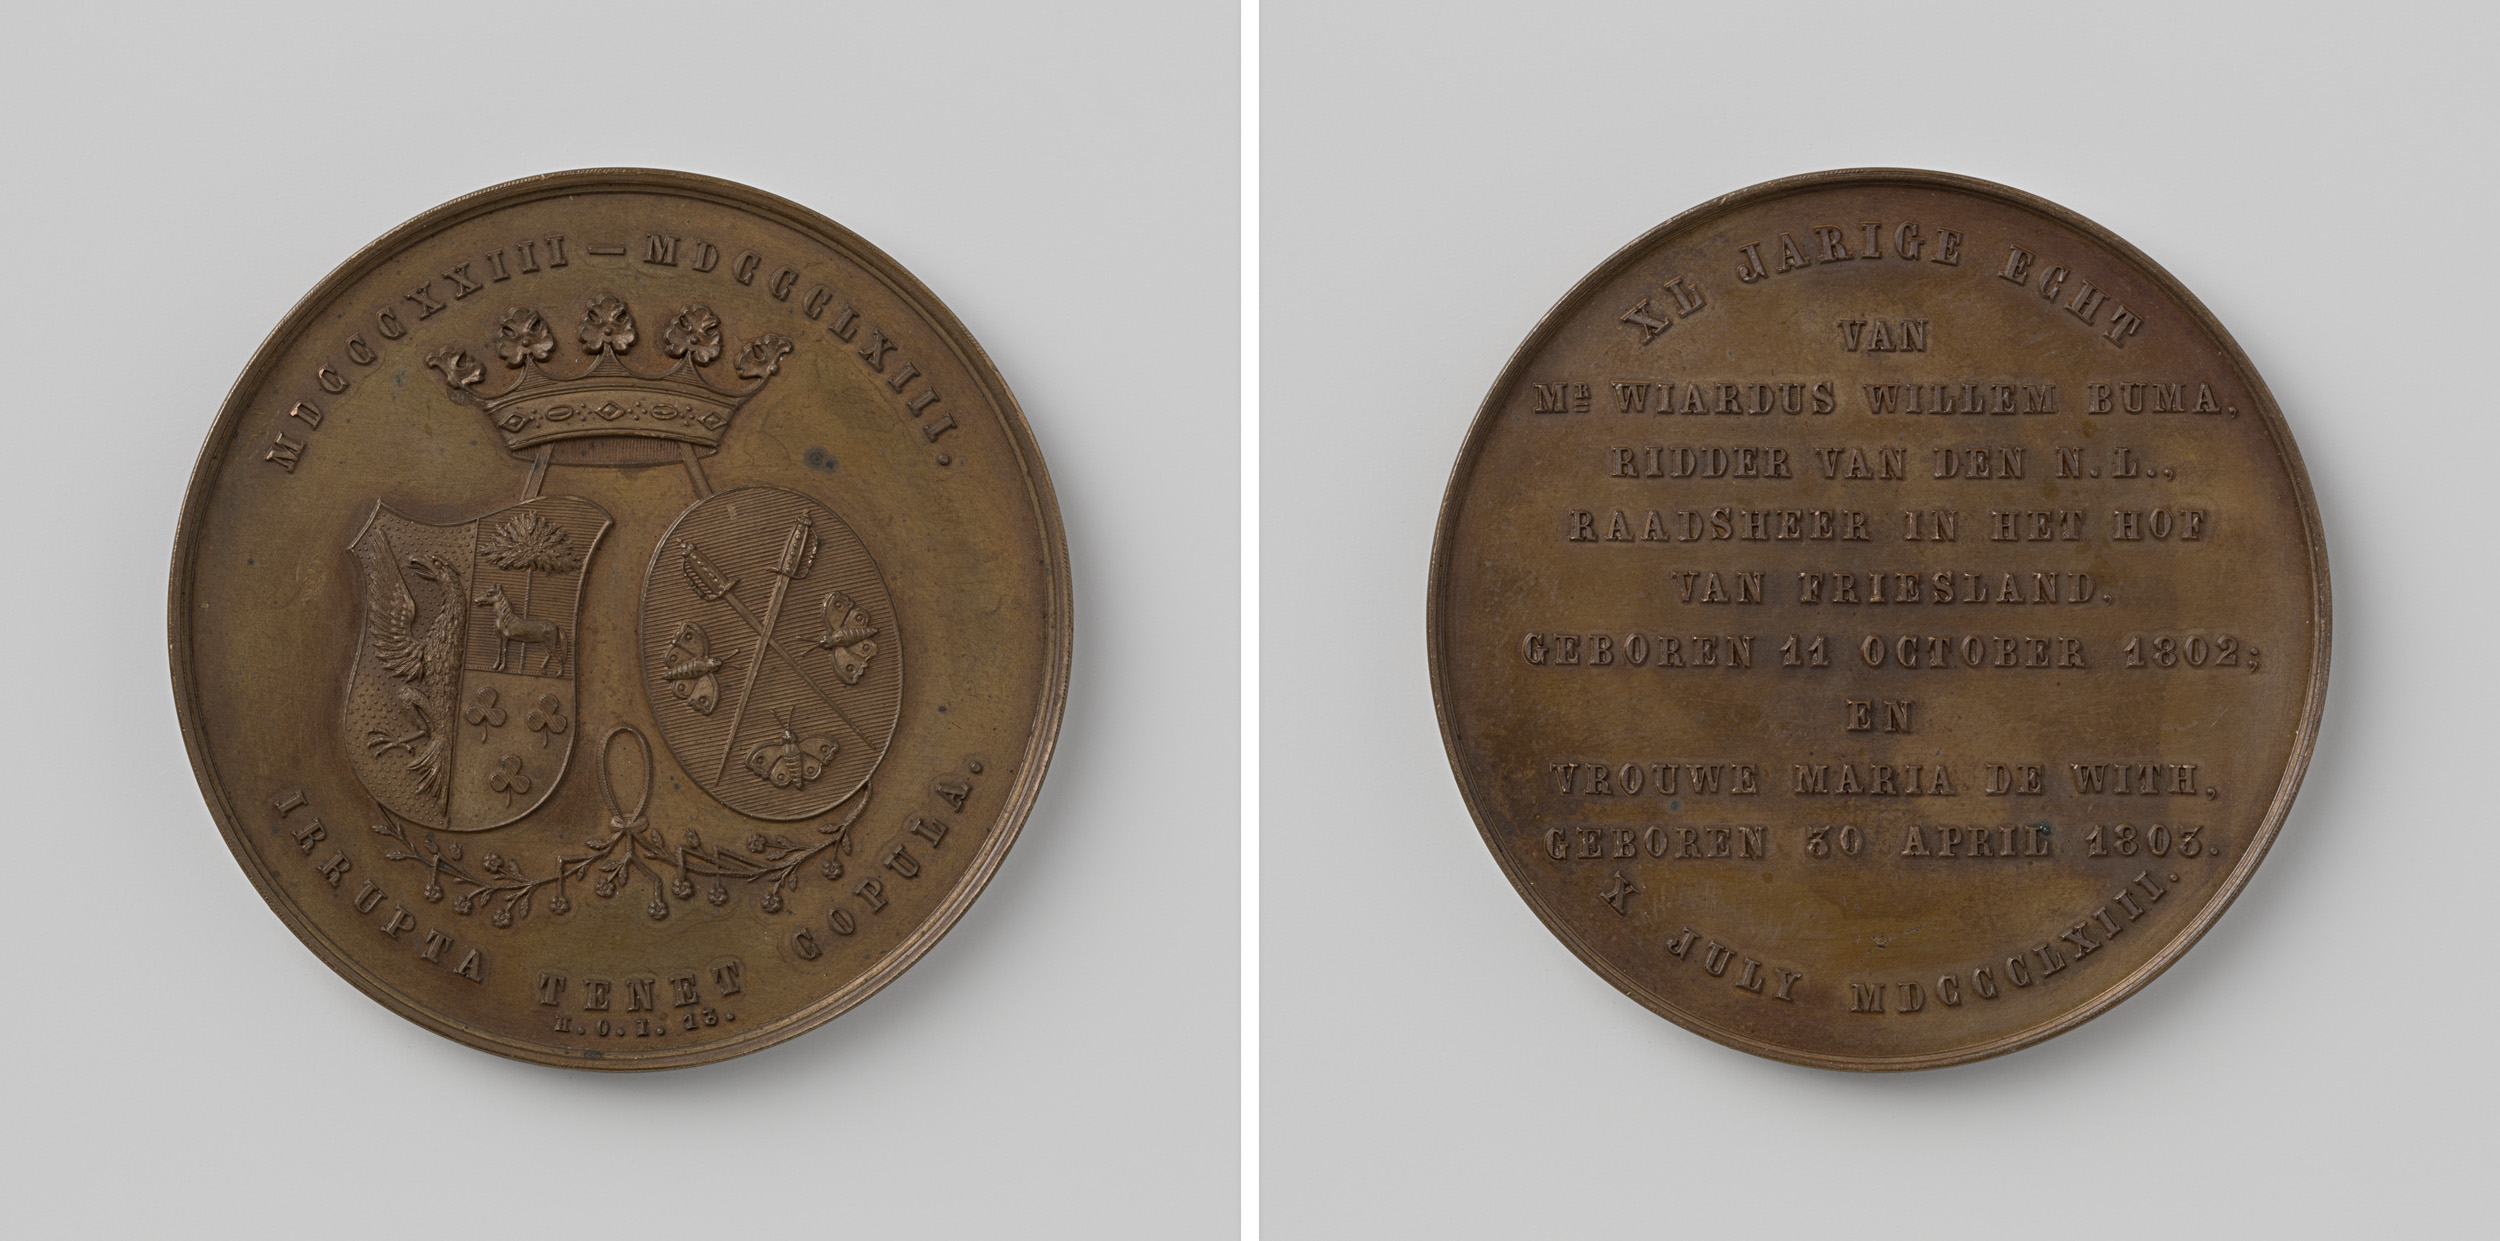 MDCCCXXIII — MDCCCLXIII.
IRRUPTA TENET COPULA.
H. O. I. 13.
XL JARIGE ECHT
VAN
MR WIARDUS WILLEM BUMA,
RIDDER VAN DEN N. L.,
RAADSHEER IN HET HOF
VAN FRIESLAND,
GEBOREN 11 OCTOBER 1802;
EN
VROUWE MARIA DE WITH,
GEBOREN 30 APRIL 1803.
X JULY MDCCCLXIII.